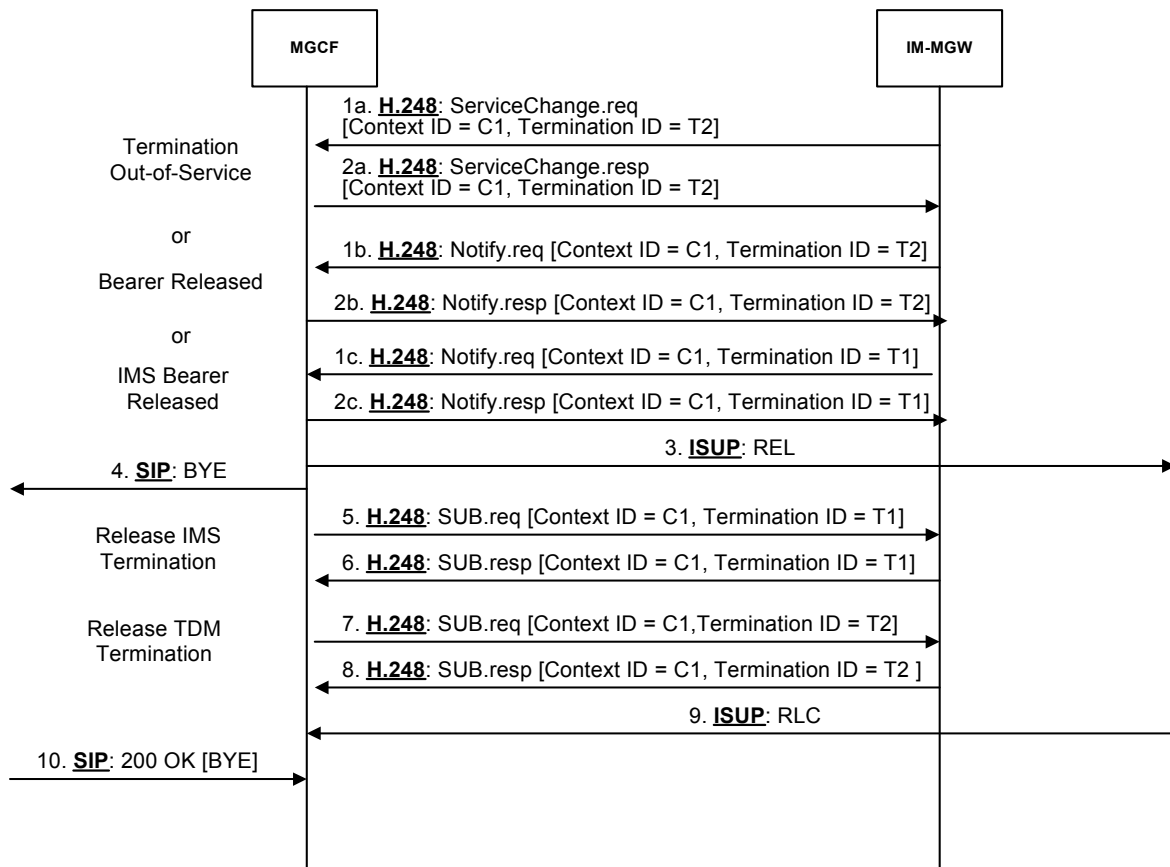 MGCF
IM-MGW
1a. H.248: ServiceChange.req
[Context ID = C1, Termination ID = T2]
Termination
Out-of-Service
2a. H.248: ServiceChange.resp
[Context ID = C1, Termination ID = T2]
or
1b. H.248: Notify.req [Context ID = C1, Termination ID = T2]
Bearer Released
2b. H.248: Notify.resp [Context ID = C1, Termination ID = T2]
or
1c. H.248: Notify.req [Context ID = C1, Termination ID = T1]
IMS Bearer
Released
2c. H.248: Notify.resp [Context ID = C1, Termination ID = T1]
3. ISUP: REL
4. SIP: BYE
5. H.248: SUB.req [Context ID = C1, Termination ID = T1]
Release IMS
Termination
6. H.248: SUB.resp [Context ID = C1, Termination ID = T1]
7. H.248: SUB.req [Context ID = C1,Termination ID = T2]
Release TDM
Termination
8. H.248: SUB.resp [Context ID = C1, Termination ID = T2 ]
9. ISUP: RLC
10. SIP: 200 OK [BYE]